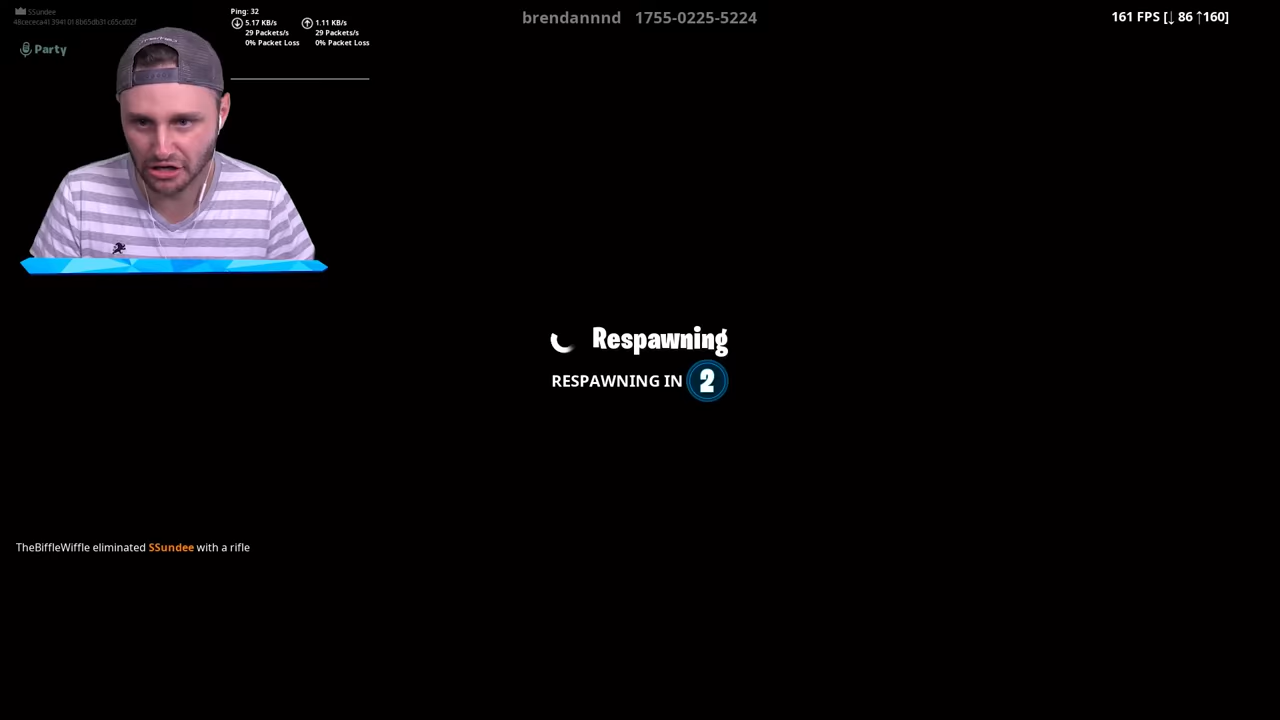 SSundee
Party
Ping: 32
5.17 KB/s 1.11 KB/s
29 Packets/s 29 Packets/s
0% Packet Loss 0% Packet Loss
brendannnd 1755-0225-5224
161 FPS [↓ 86 ↑160]
Respawning
RESPAWNING IN 2
TheBiffleWiffle eliminated SSundee with a rifle